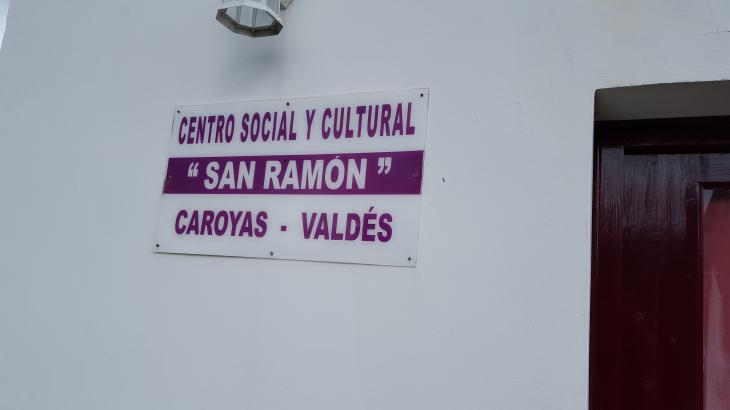 CENTRO SOCIAL Y CULTURAL
“ SAN RAMÓN ”
CAROYAS - VALDÉS